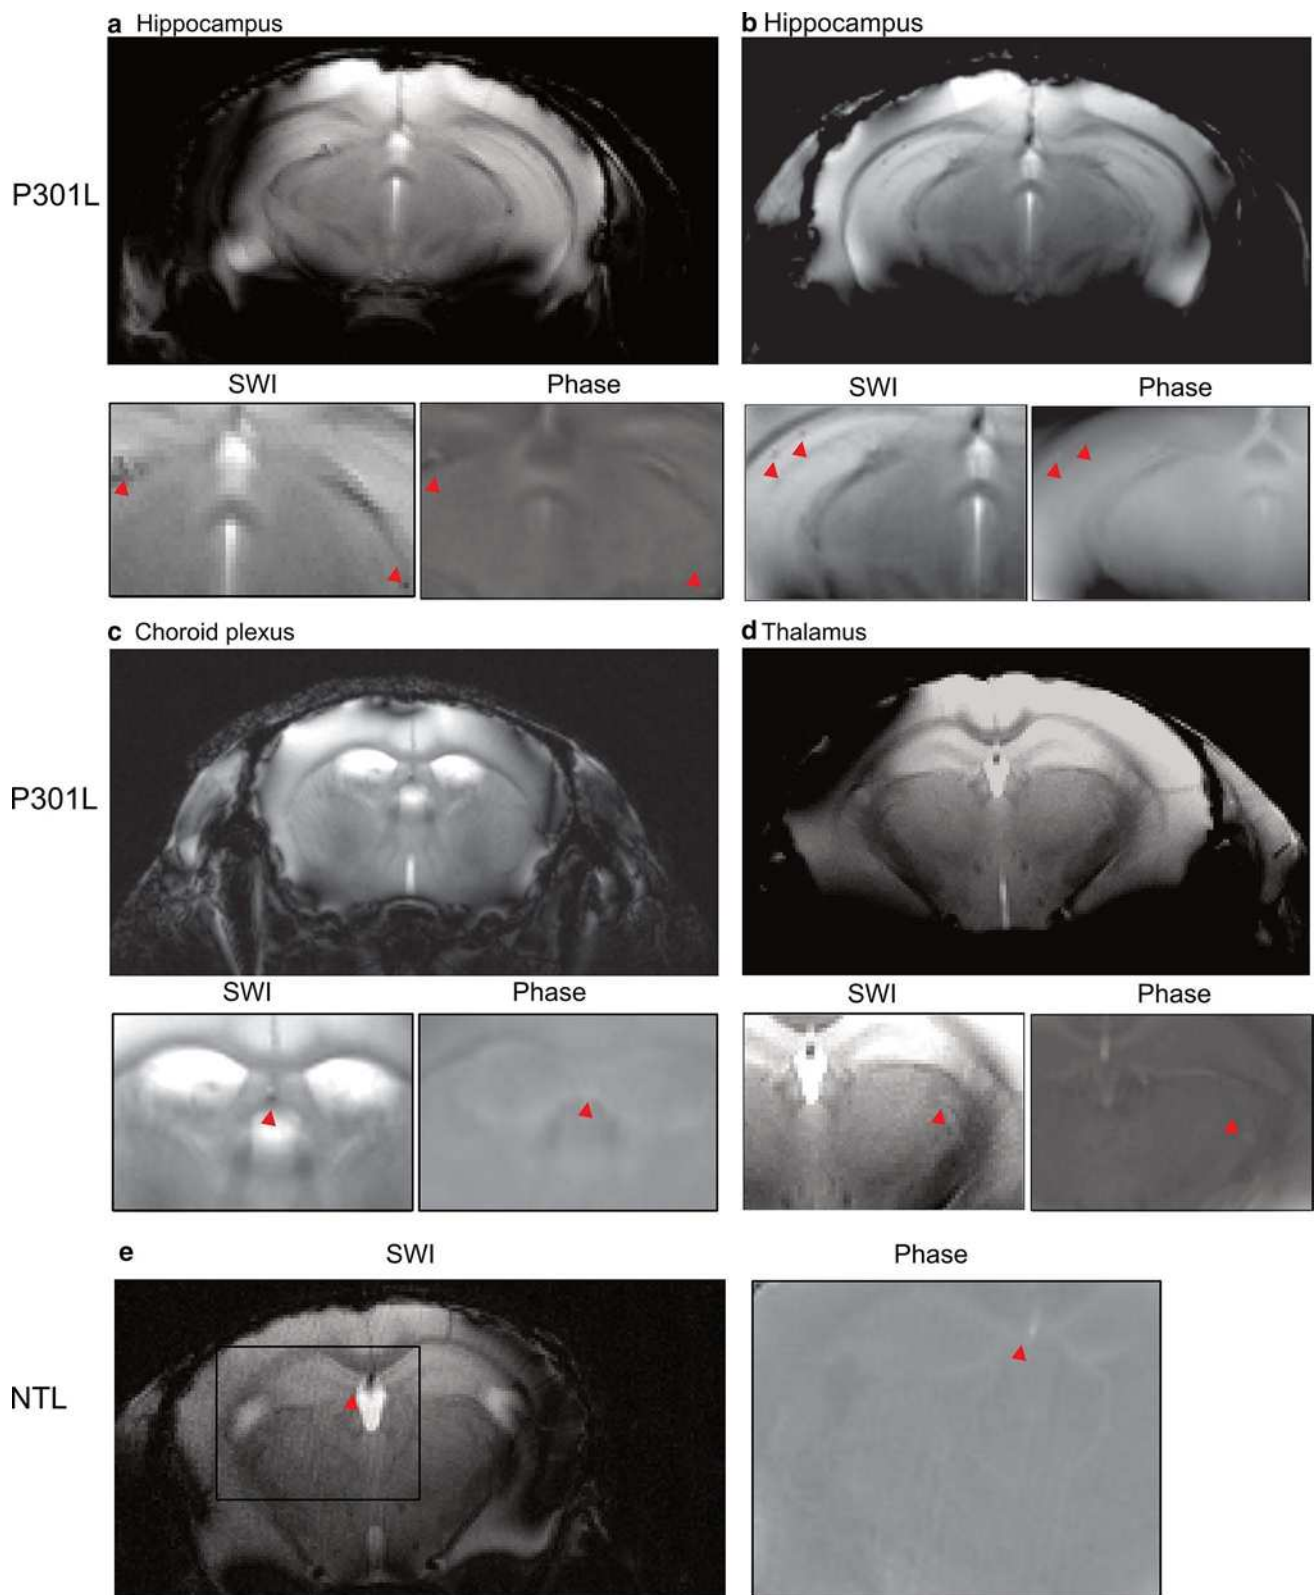 a Hippocampus
b Hippocampus
P301L
SWI
Phase
SWI
Phase
c Choroid plexus
d Thalamus
P301L
SWI
Phase
SWI
Phase
e
SWI
Phase
NTL